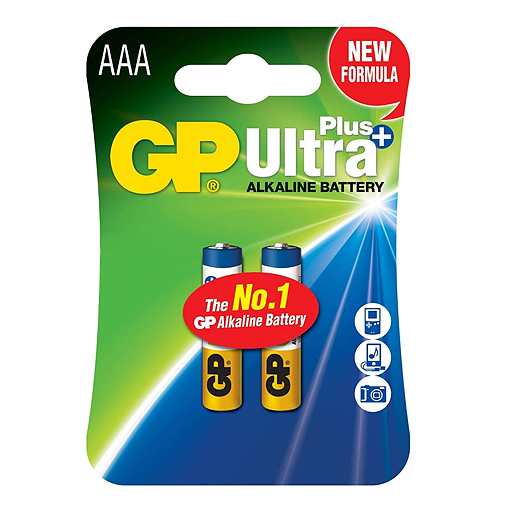 AAA
NEW
FORMULA
GP®
Ultra
Plus+
ALKALINE BATTERY
The No.1
GP Alkaline Battery
GP
GP